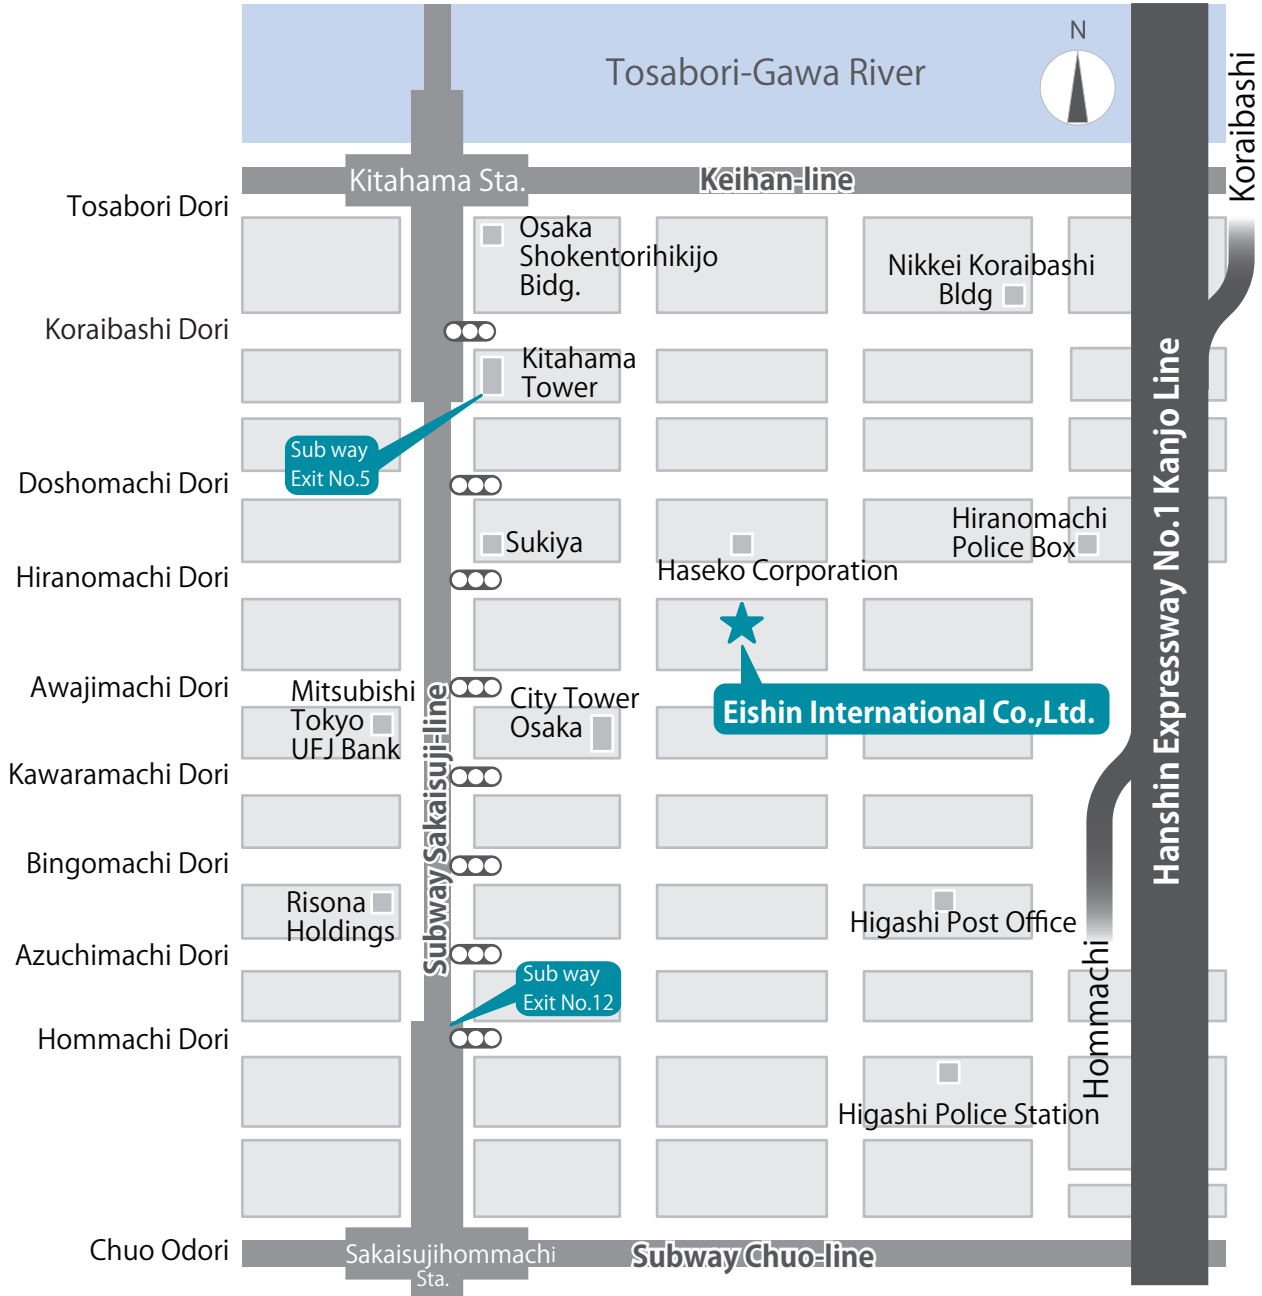 N
Tosabori-Gawa River
Koraibashi
Kitahama Sta.
Keihan-line
Tosabori Dori
Osaka
Shokentorihikijo
Bidg.
Nikkei Koraibashi
Bldg
Koraibashi Dori
Kitahama
Tower
Sub way
Exit No.5
Hanshin Expressway No.1 Kanjo Line
Doshomachi Dori
Sukiya
Hiranomachi
Police Box
Haseko Corporation
Hiranomachi Dori
Awajimachi Dori
Mitsubishi
Tokyo
UFJ Bank
Subway Sakaisuji-line
City Tower
Osaka
Eishin International Co.,Ltd.
Kawaramachi Dori
Bingomachi Dori
Risona
Holdings
Higashi Post Office
Azuchimachi Dori
Sub way
Exit No.12
Hommachi
Hommachi Dori
Higashi Police Station
Chuo Odori
Sakaisujihommachi
Sta.
Subway Chuo-line